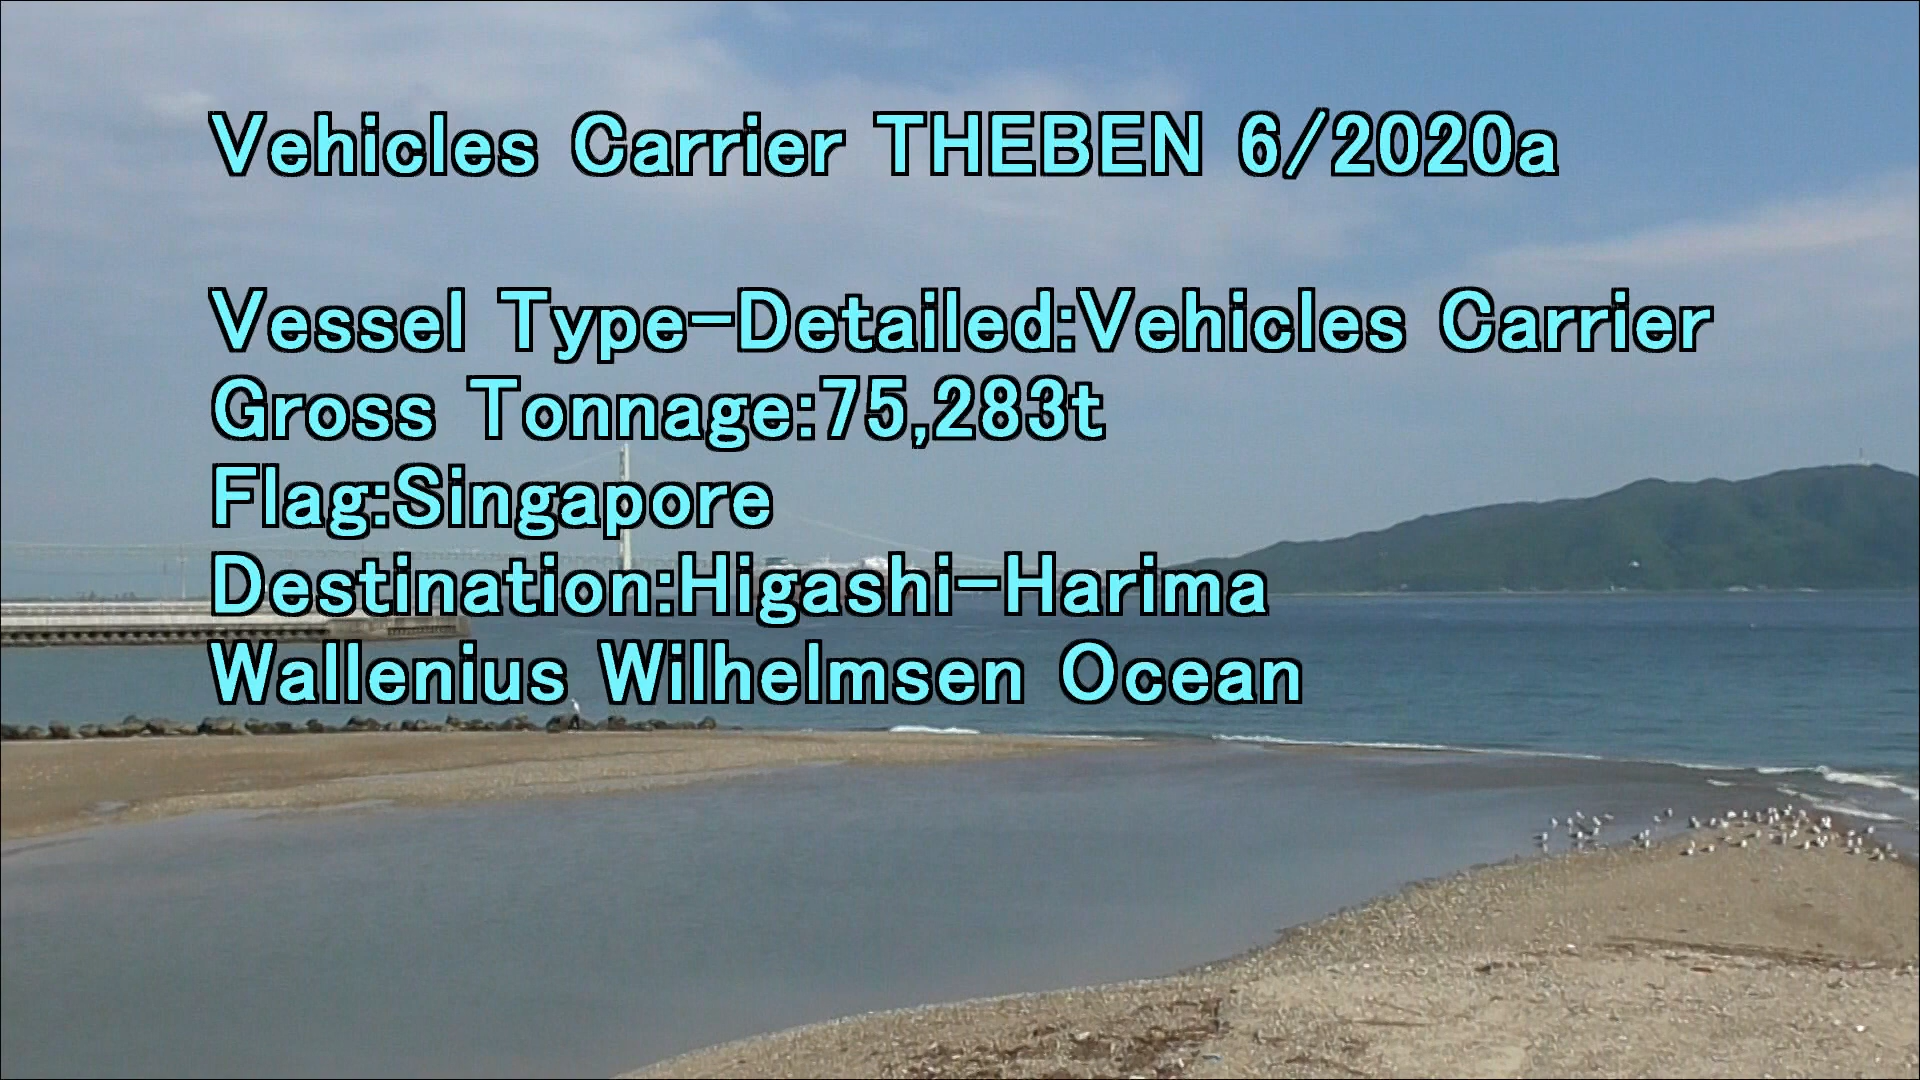 Vehicles Carrier THEBEN 6/2020a
Vessel Type-Detailed:Vehicles Carrier
Gross Tonnage:75,283t
Flag:Singapore
Destination:Higashi-Harima
Wallenius Wilhelmsen Ocean